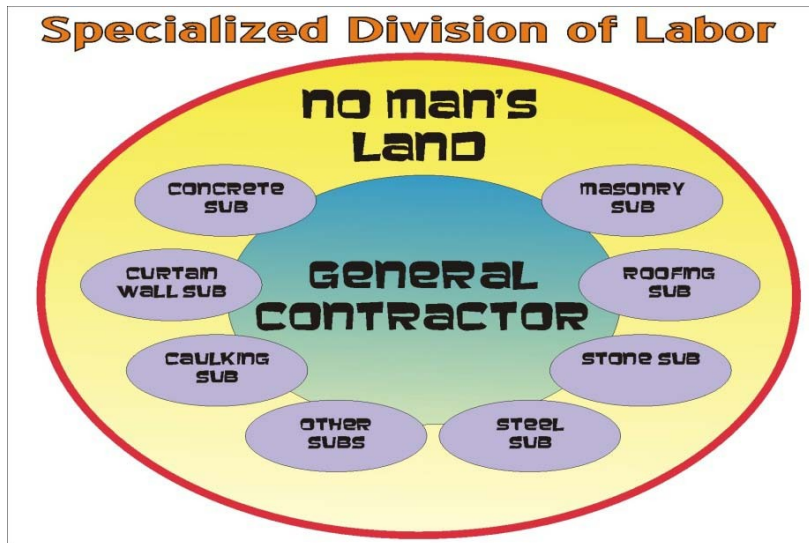 Specialized Division of Labor
NO MAN'S
LAND
CONCRETE
SUB
MASONRY
SUB
CURTAIN
WALL SUB
GENERAL
CONTRACTOR
ROOFING
SUB
CAULKING
SUB
STONE SUB
OTHER
SUBS
STEEL
SUB